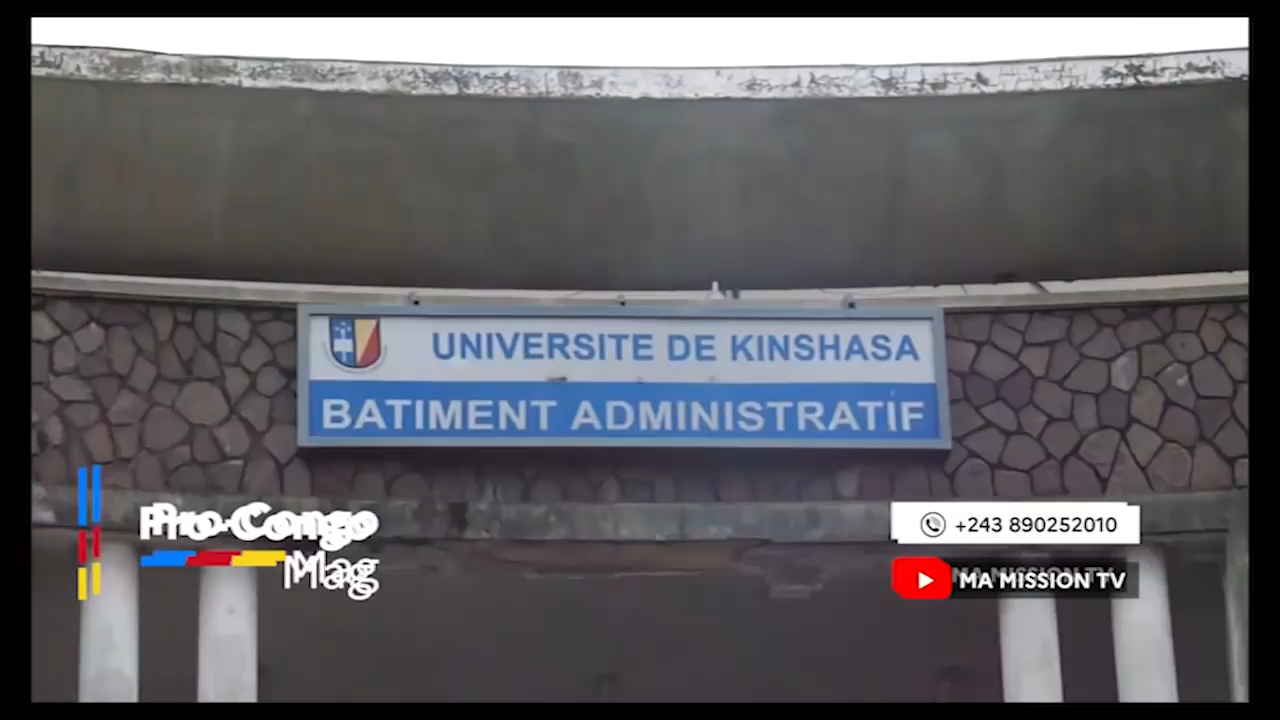 UNIVERSITE DE KINSHASA
BATIMENT ADMINISTRATIF
Pro-Congo
Mag
+243 890252010
MA MISSION TV